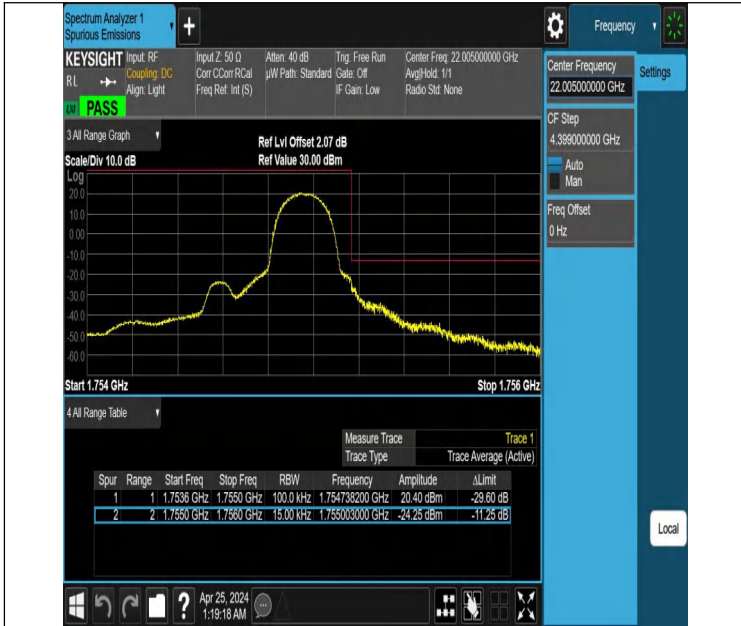 Spectrum Analyzer 1
Spurious Emissions
+
Frequency
KEYSIGHT
RL
Input: RF
Coupling: DC
Align: Light
Input Z: 50 Ω
Corr CCorr RCal
Freq Ref: Int (S)
Atten: 40 dB
µW Path: Standard
Trig: Free Run
Gate: Off
IF Gain: Low
Center Freq: 22.005000000 GHz
Avg|Hold: 1/1
Radio Std: None
PASS
Center Frequency
22.005000000 GHz
Settings
CF Step
4.399000000 GHz
Auto
Man
Freq Offset
0 Hz
3 All Range Graph
Scale/Div 10.0 dB
Ref Lvl Offset 2.07 dB
Ref Value 30.00 dBm
Log
20.0
10.0
0.00
-10.0
-20.0
-30.0
-40.0
-50.0
-60.0
Start 1.754 GHz
Stop 1.756 GHz
4 All Range Table
Measure Trace Trace 1
Trace Type Trace Average (Active)
Spur Range Start Freq Stop Freq RBW Frequency Amplitude ΔLimit
1 1 1.7536 GHz 1.7550 GHz 100.0 kHz 1.754738200 GHz 20.40 dBm -29.60 dB
2 2 1.7550 GHz 1.7560 GHz 15.00 kHz 1.755003000 GHz -24.25 dBm -11.25 dB
Local
?
Apr 25, 2024
1:19:18 AM